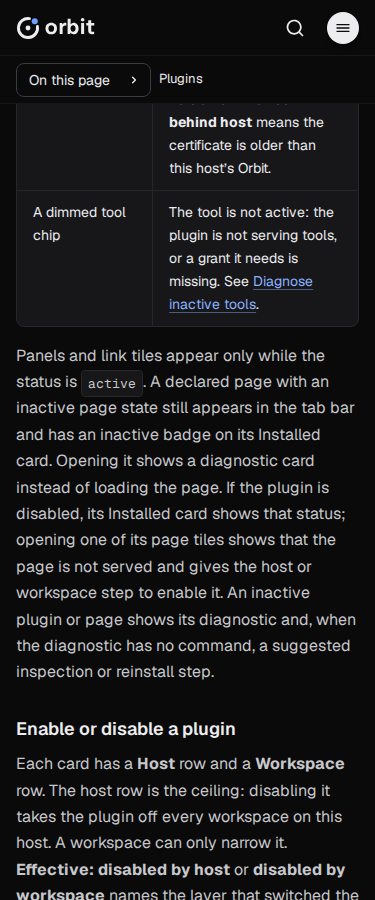 orbit
On this page
Plugins
behind host means the
certificate is older than
this host's Orbit.
A dimmed tool
chip
The tool is not active: the
plugin is not serving tools,
or a grant it needs is
missing. See Diagnose
inactive tools.
Panels and link tiles appear only while the
status is active. A declared page with an
inactive page state still appears in the tab bar
and has an inactive badge on its Installed
card. Opening it shows a diagnostic card
instead of loading the page. If the plugin is
disabled, its Installed card shows that status;
opening one of its page tiles shows that the
page is not served and gives the host or
workspace step to enable it. An inactive
plugin or page shows its diagnostic and, when
the diagnostic has no command, a suggested
inspection or reinstall step.
Enable or disable a plugin
Each card has a Host row and a Workspace
row. The host row is the ceiling: disabling it
takes the plugin off every workspace on this
host. A workspace can only narrow it.
Effective: disabled by host or disabled by
workspace names the layer that switched the